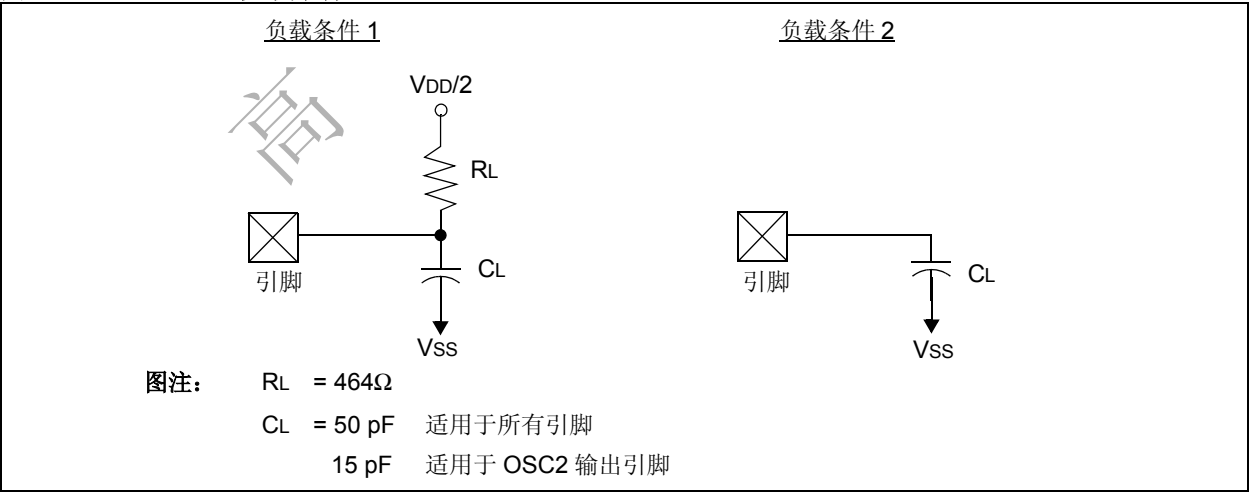 负载条件 1
负载条件 2
VDD/2
高
RL
引脚
CL
VSS
引脚
CL
VSS
图注： RL = 464Ω
CL = 50 pF 适用于所有引脚
15 pF 适用于 OSC2 输出引脚